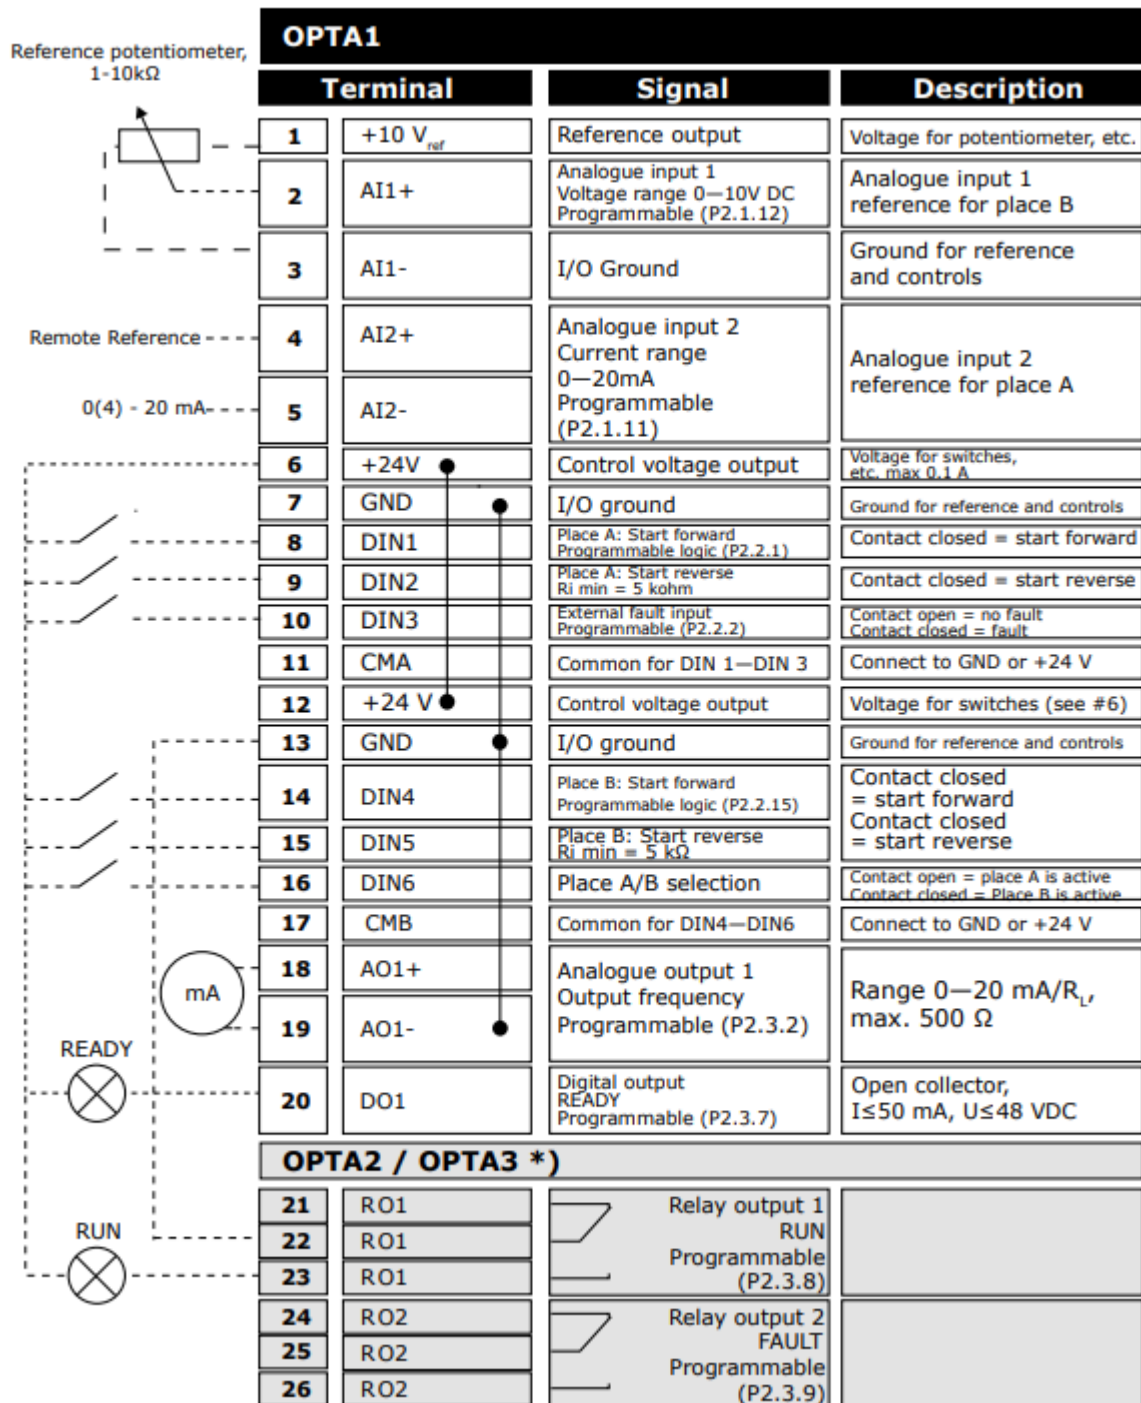 OPTA1
Reference potentiometer,
1-10kΩ
Terminal Signal Description
1 +10 Vref Reference output Voltage for potentiometer, etc.
2 AI1+ Analogue input 1
Voltage range 0—10V DC
Programmable (P2.1.12) Analogue input 1
reference for place B
3 AI1- I/O Ground Ground for reference
and controls
Remote Reference 4 AI2+ Analogue input 2
Current range
0—20mA
Programmable
(P2.1.11) Analogue input 2
reference for place A
0(4) - 20 mA 5 AI2-
6 +24V Control voltage output Voltage for switches,
etc. max 0.1 A
7 GND I/O ground Ground for reference and controls
8 DIN1 Place A: Start forward
Programmable logic (P2.2.1) Contact closed = start forward
9 DIN2 Place A: Start reverse
Ri min = 5 kohm Contact closed = start reverse
10 DIN3 External fault input
Programmable (P2.2.2) Contact open = no fault
Contact closed = fault
11 CMA Common for DIN 1—DIN 3 Connect to GND or +24 V
12 +24 V Control voltage output Voltage for switches (see #6)
13 GND I/O ground Ground for reference and controls
14 DIN4 Place B: Start forward
Programmable logic (P2.2.15) Contact closed
= start forward
Contact closed
= start reverse
15 DIN5 Place B: Start reverse
Ri min = 5 kΩ
16 DIN6 Place A/B selection Contact open = place A is active
Contact closed = Place B is active
17 CMB Common for DIN4—DIN6 Connect to GND or +24 V
mA
18 AO1+ Analogue output 1
Output frequency
Programmable (P2.3.2) Range 0—20 mA/RL,
max. 500 Ω
19 AO1-
READY
20 DO1 Digital output
READY
Programmable (P2.3.7) Open collector,
I≤50 mA, U≤48 VDC
OPTA2 / OPTA3 *)
21 RO1 Relay output 1
RUN
Programmable
(P2.3.8)
RUN
22 RO1
23 RO1
24 RO2 Relay output 2
FAULT
Programmable
(P2.3.9)
25 RO2
26 RO2